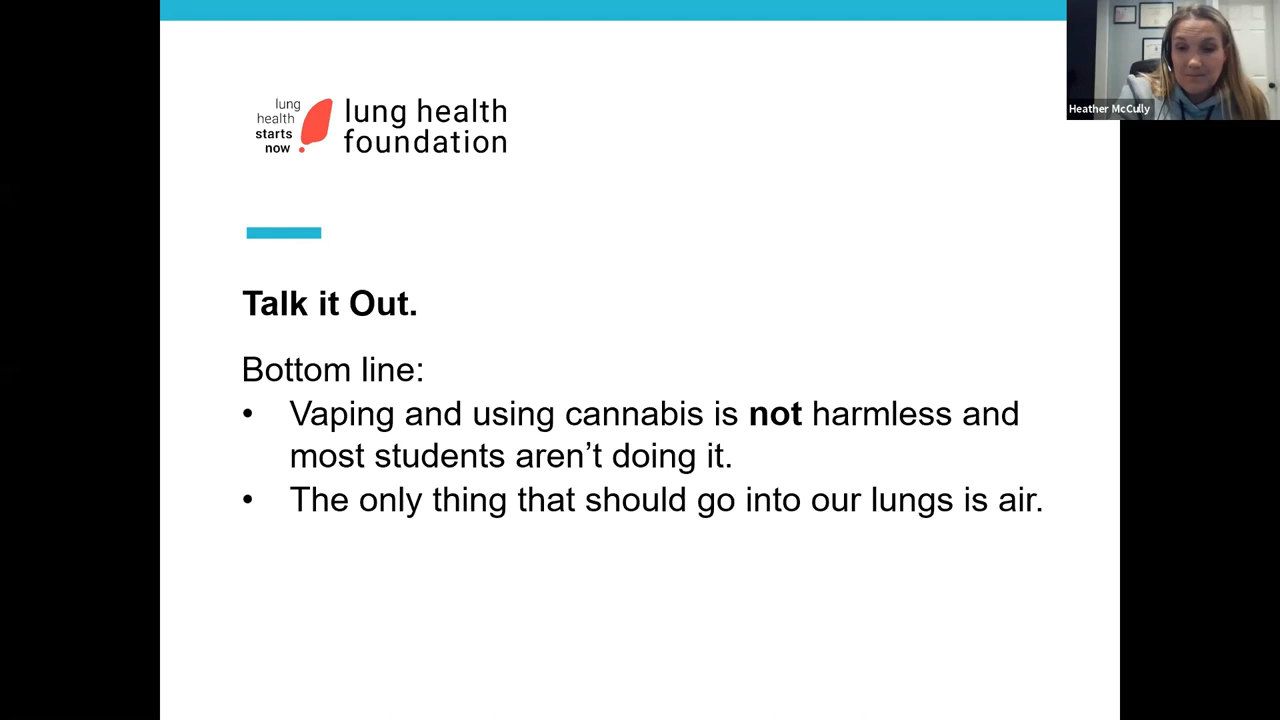 lung
health
starts
now
lung health
foundation
Heather McCully
Talk it Out.
Bottom line:
• Vaping and using cannabis is not harmless and
most students aren’t doing it.
• The only thing that should go into our lungs is air.